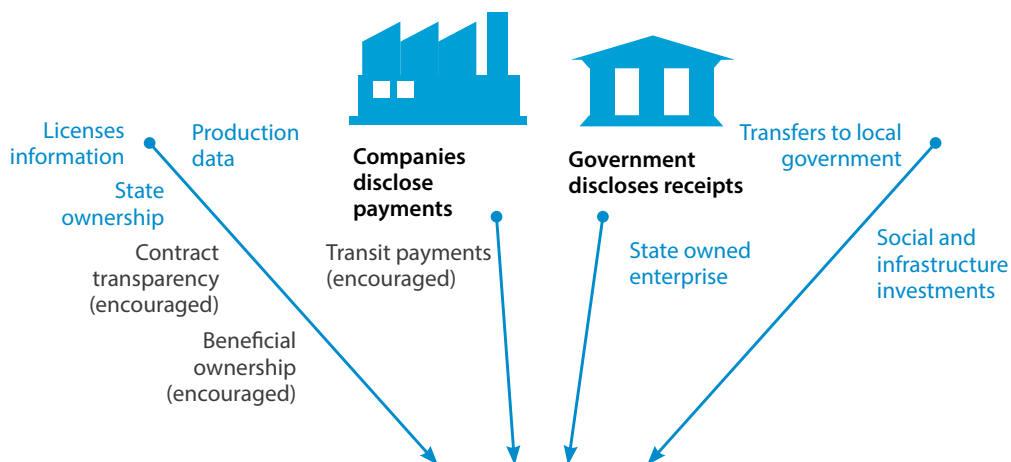 Licenses
information
Production
data
State
ownership
Contract
transparency
(encouraged)
Beneficial
ownership
(encouraged)
Companies
disclose
payments
Transit payments
(encouraged)
Government
discloses receipts
State owned
enterprise
Transfers to local
government
Social and
infrastructure
investments